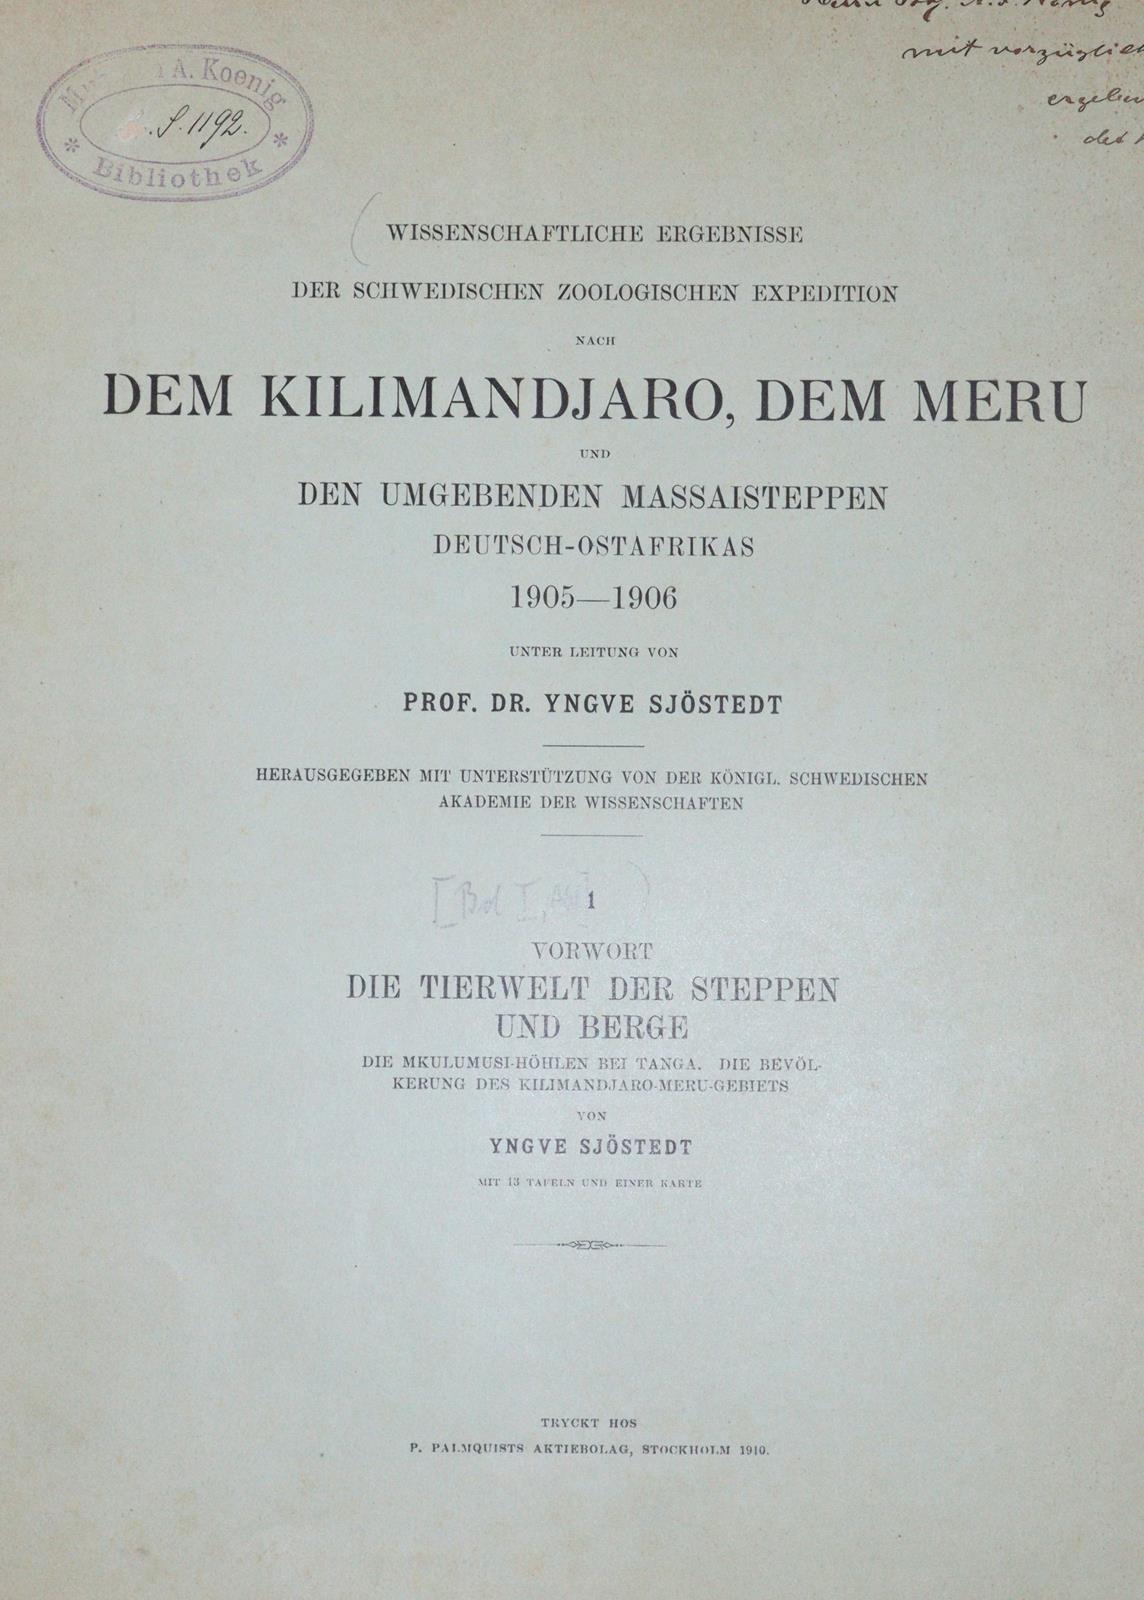 A. Koenig
S. 1192.
Bibliothek
mit
WISSENSCHAFTLICHE ERGEBNISSE
DER SCHWEDISCHEN ZOOLOGISCHEN EXPEDITION
NACH
DEM KILIMANDJARO, DEM MERU
UND
DEN UMGEBENDEN MASSAISTEPPEN
DEUTSCH-OSTAFRIKAS
1905—1906
UNTER LEITUNG VON
PROF. DR. YNGVE SJÖSTEDT
HERAUSGEGEBEN MIT UNTERSTÜTZUNG VON DER KÖNIGL. SCHWEDISCHEN
AKADEMIE DER WISSENSCHAFTEN
1
VORWORT
DIE TIERWELT DER STEPPEN
UND BERGE
DIE MKULUMUSI-HÖHLEN BEI TANGA. DIE BEVÖL-
KERUNG DES KILIMANDJARO-MERU-GEBIETS
VON
YNGVE SJÖSTEDT
MIT 13 TAFELN UND EINER KARTE
TRYCKT HOS
P. PALMQUISTS AKTIEBOLAG, STOCKHOLM 1910.